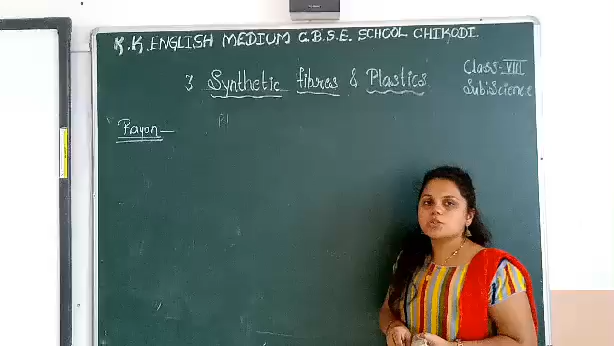 K.K. ENGLISH MEDIUM C.B.S.E. SCHOOL CHIKODI.
3 Synthetic fibres & Plastics
Class:-VIII
Sub:Science
Rayon—